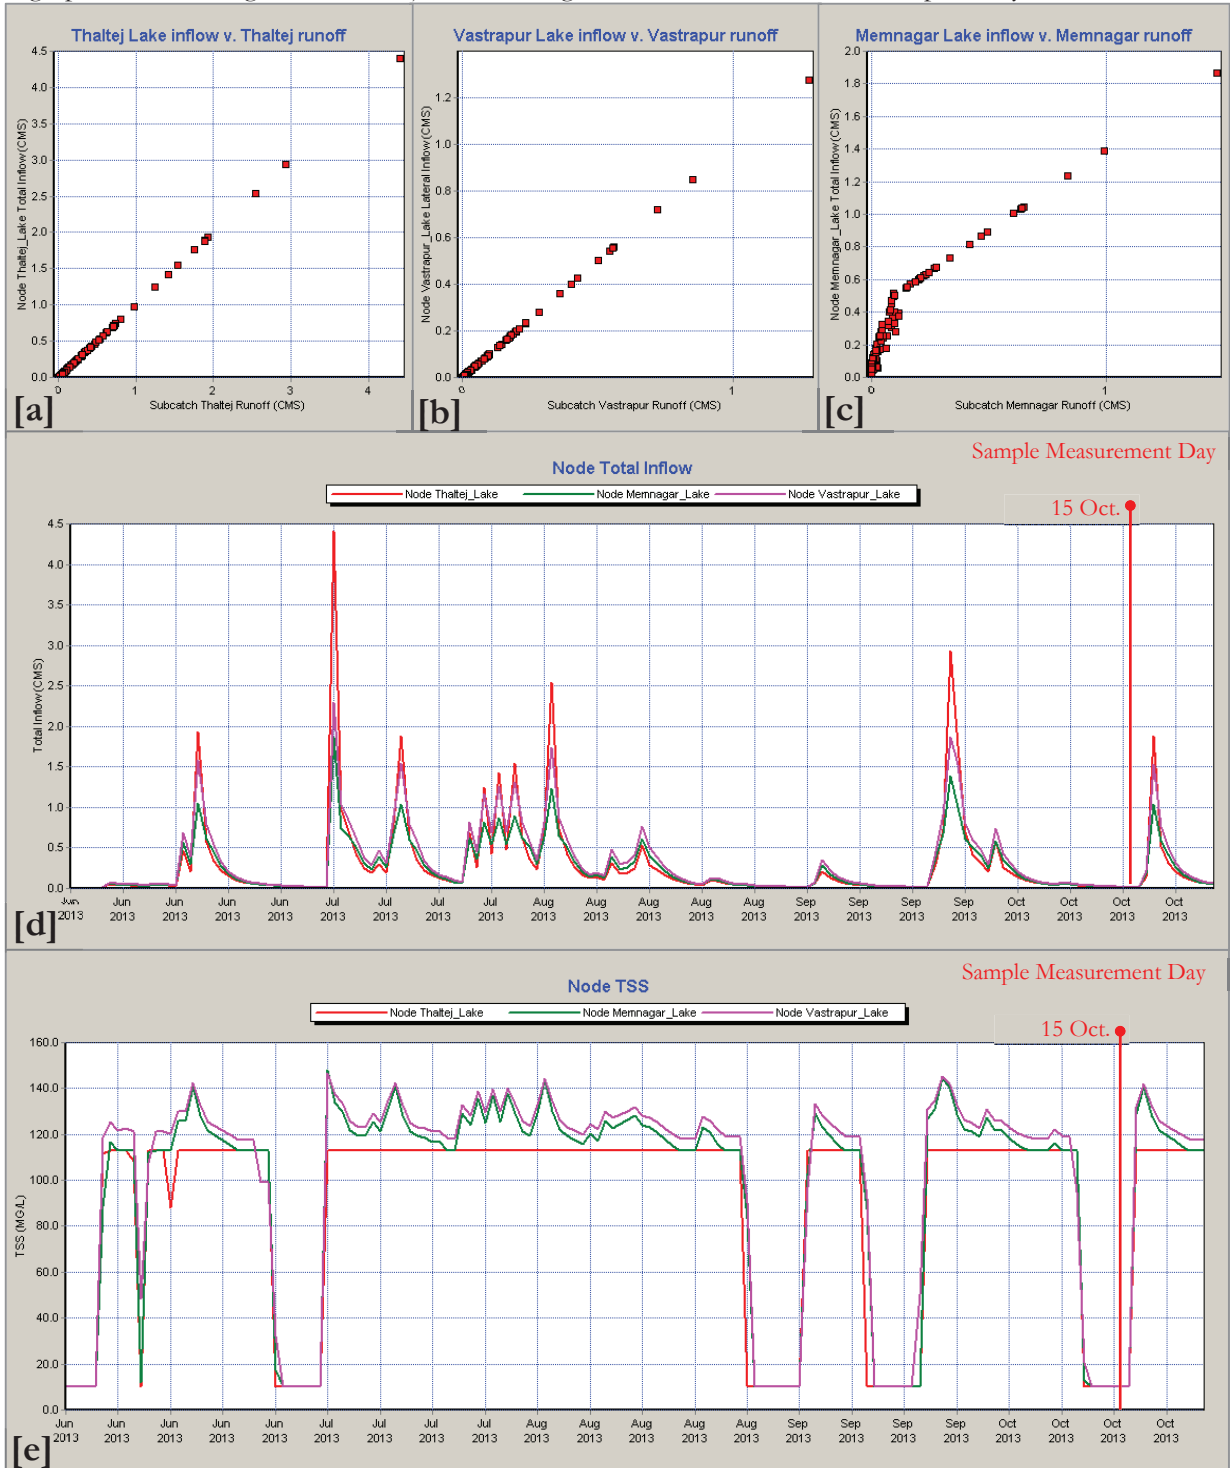 Thaltej Lake inflow v. Thaltej runoff
Node Thaltej_Lake Total Inflow (CMS)
4.5
4.0
3.5
3.0
2.5
2.0
1.5
1.0
0.5
0.0
0 1 2 3 4
Subcatch Thaltej Runoff (CMS)
[a]
Vastrapur Lake inflow v. Vastrapur runoff
Node Vastrapur_Lake Lateral Inflow (CMS)
1.2
1.0
0.8
0.6
0.4
0.2
0.0
0 1
Subcatch Vastrapur Runoff (CMS)
[b]
Memnagar Lake inflow v. Memnagar runoff
Node Memnagar_Lake Total Inflow (CMS)
2.0
1.8
1.6
1.4
1.2
1.0
0.8
0.6
0.4
0.2
0.0
0 1
Subcatch Memnagar Runoff (CMS)
[c]
Sample Measurement Day
Node Total Inflow
Node Thaltej_Lake Node Memnagar_Lake Node Vastrapur_Lake
15 Oct.
Total Inflow (CMS)
4.5
4.0
3.5
3.0
2.5
2.0
1.5
1.0
0.5
0.0
Jun Jun Jun Jun Jun Jul Jul Jul Jul Aug Aug Aug Aug Aug Sep Sep Sep Sep Oct Oct Oct Oct
2013 2013 2013 2013 2013 2013 2013 2013 2013 2013 2013 2013 2013 2013 2013 2013 2013 2013 2013 2013 2013 2013
[d]
Sample Measurement Day
Node TSS
Node Thaltej_Lake Node Memnagar_Lake Node Vastrapur_Lake
15 Oct.
TSS (MG/L)
160.0
140.0
120.0
100.0
80.0
60.0
40.0
20.0
0.0
Jun Jun Jun Jun Jun Jul Jul Jul Jul Aug Aug Aug Aug Aug Sep Sep Sep Sep Oct Oct Oct Oct
2013 2013 2013 2013 2013 2013 2013 2013 2013 2013 2013 2013 2013 2013 2013 2013 2013 2013 2013 2013 2013 2013
[e]